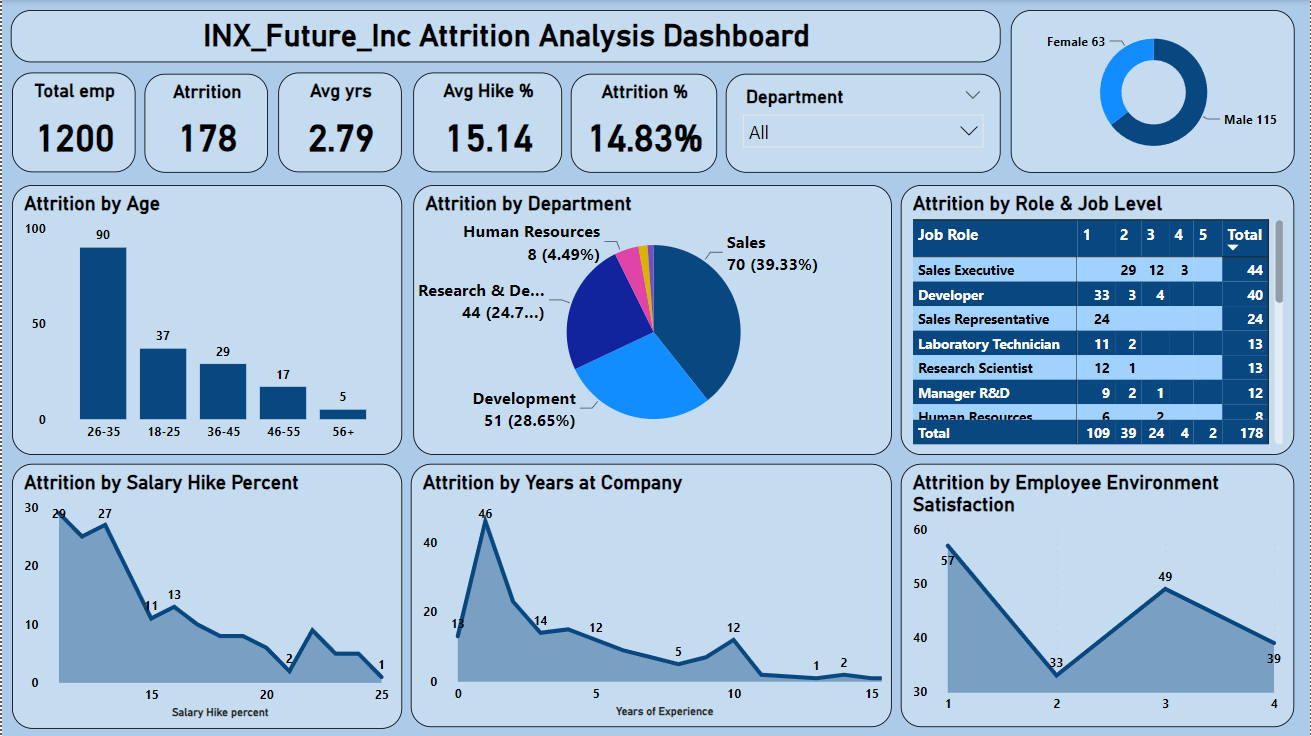 INX_Future_Inc Attrition Analysis Dashboard
Female 63
Male 115
Total emp
1200
Atrrition
178
Avg yrs
2.79
Avg Hike %
15.14
Attrition %
14.83%
Department
All
Attrition by Age
100
50
0
90
37
29
17
5
26-35 18-25 36-45 46-55 56+
Attrition by Department
Human Resources
8 (4.49%)
Sales
70 (39.33%)
Research & De...
44 (24.7...)
Development
51 (28.65%)
Attrition by Role & Job Level
Job Role 1 2 3 4 5 Total
Sales Executive 29 12 3 44
Developer 33 3 4 40
Sales Representative 24 24
Laboratory Technician 11 2 13
Research Scientist 12 1 13
Manager R&D 9 2 1 12
Human Resources 6 2 8
Total 109 39 24 4 2 178
Attrition by Salary Hike Percent
30
20
10
0
29
27
11
13
2
1
15 20 25
Salary Hike percent
Attrition by Years at Company
40
20
0
13
46
14
12
5
12
1
2
0 5 10 15
Years of Experience
Attrition by Employee Environment
Satisfaction
60
50
40
30
57
33
49
39
1 2 3 4